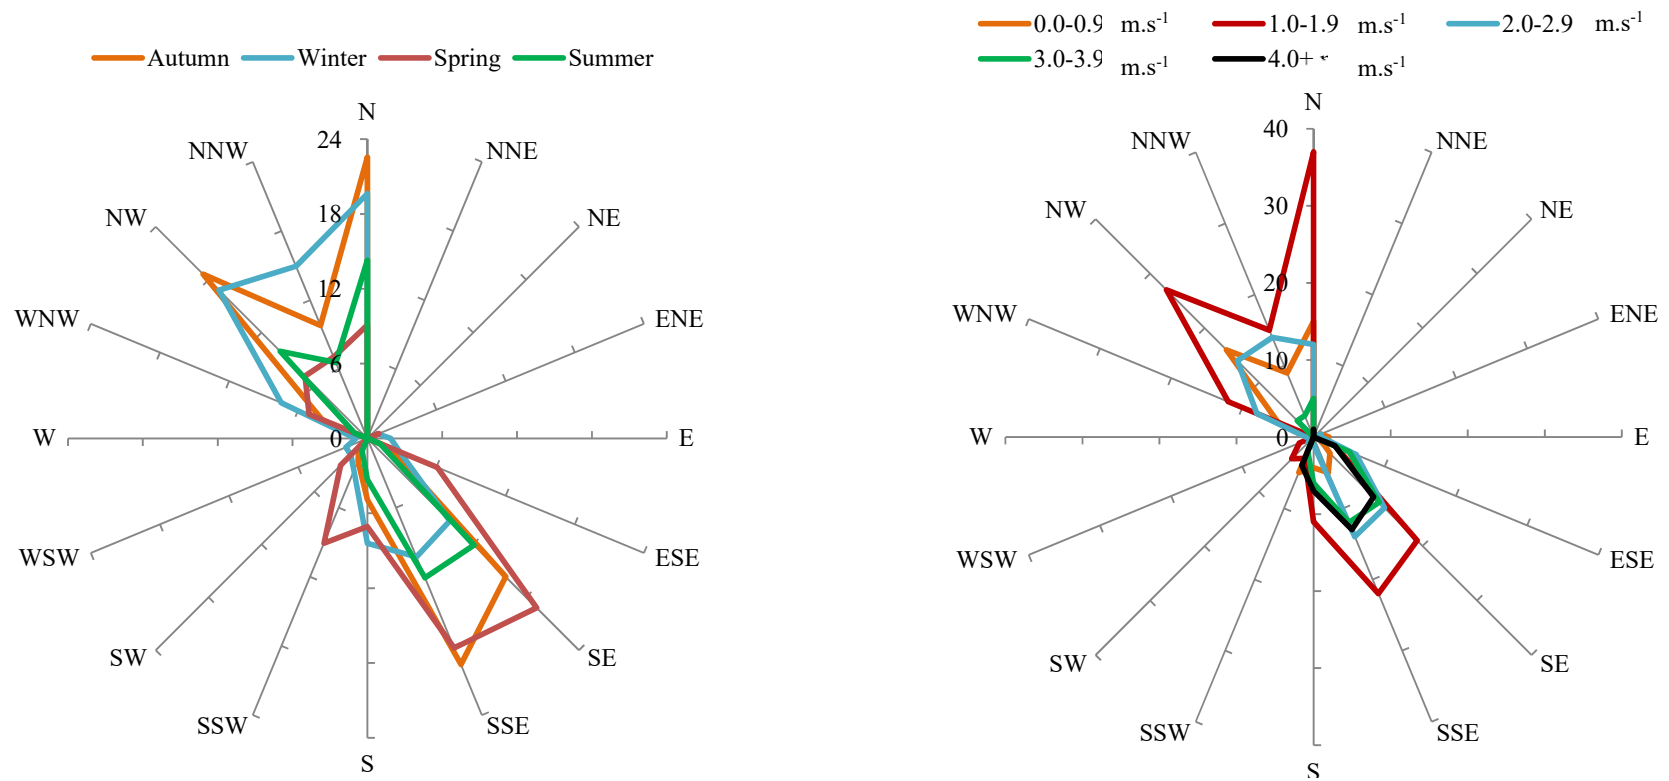 Autumn Winter Spring Summer
N
24
NNW NNE
18
NW NE
12
WNW ENE
6
W 0 E
WSW ESE
SW SE
SSW SSE
S
0.0-0.9 m.s-1 1.0-1.9 m.s-1 2.0-2.9 m.s-1
3.0-3.9 m.s-1 4.0+ m.s-1
N
40
NNW NNE
30
NW NE
20
WNW ENE
10
W 0 E
WSW ESE
SW SE
SSW SSE
S